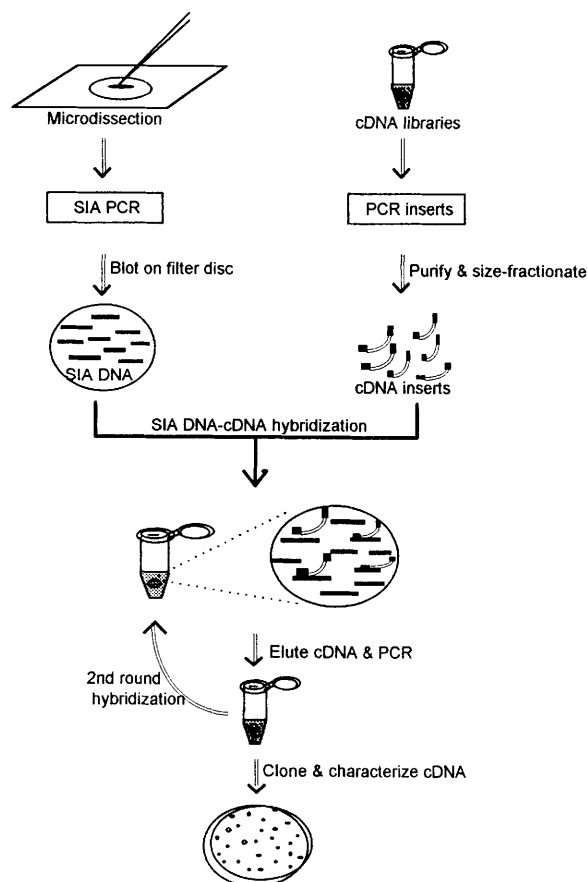 Microdissection
cDNA libraries
SIA PCR
PCR inserts
Blot on filter disc
Purify & size-fractionate
SIA DNA
cDNA inserts
SIA DNA-cDNA hybridization
Elute cDNA & PCR
2nd round
hybridization
Clone & characterize cDNA